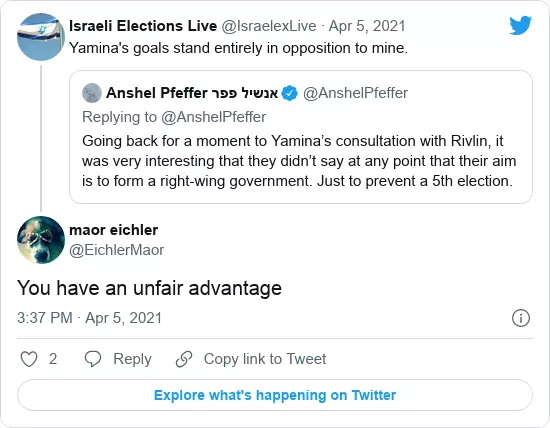 Israeli Elections Live @IsraelexLive · Apr 5, 2021
Yamina's goals stand entirely in opposition to mine.
Anshel Pfeffer אנשיל פפר @AnshelPfeffer
Replying to @AnshelPfeffer
Going back for a moment to Yamina’s consultation with Rivlin, it
was very interesting that they didn’t say at any point that their aim
is to form a right-wing government. Just to prevent a 5th election.
maor eichler
@EichlerMaor
You have an unfair advantage
3:37 PM · Apr 5, 2021
2 Reply Copy link to Tweet
Explore what's happening on Twitter